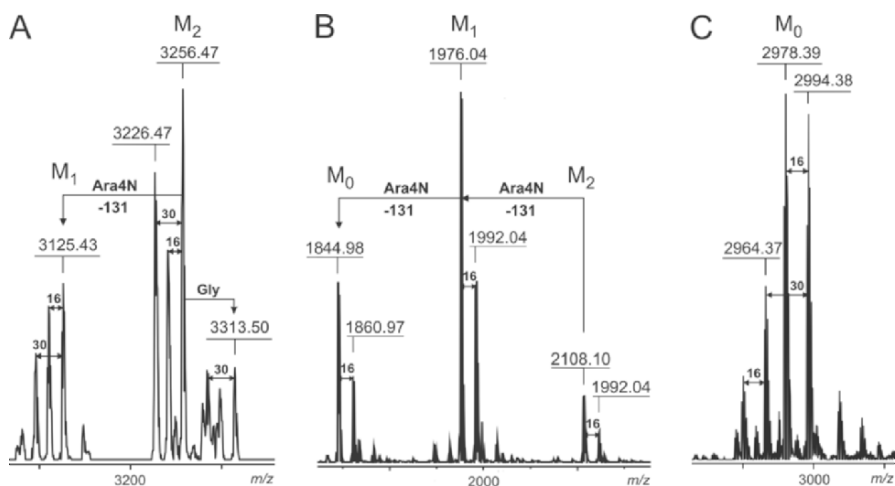 A
M2
3256.47
3226.47
M1
Ara4N
-131
30
3125.43
16
Gly
16
3313.50
30
30
3200
m/z
B
M1
1976.04
M0
Ara4N
Ara4N
M2
-131
-131
1844.98
1992.04
16
1860.97
2108.10
16
1992.04
16
2000
m/z
C
M0
2978.39
2994.38
16
2964.37
30
16
3000
m/z